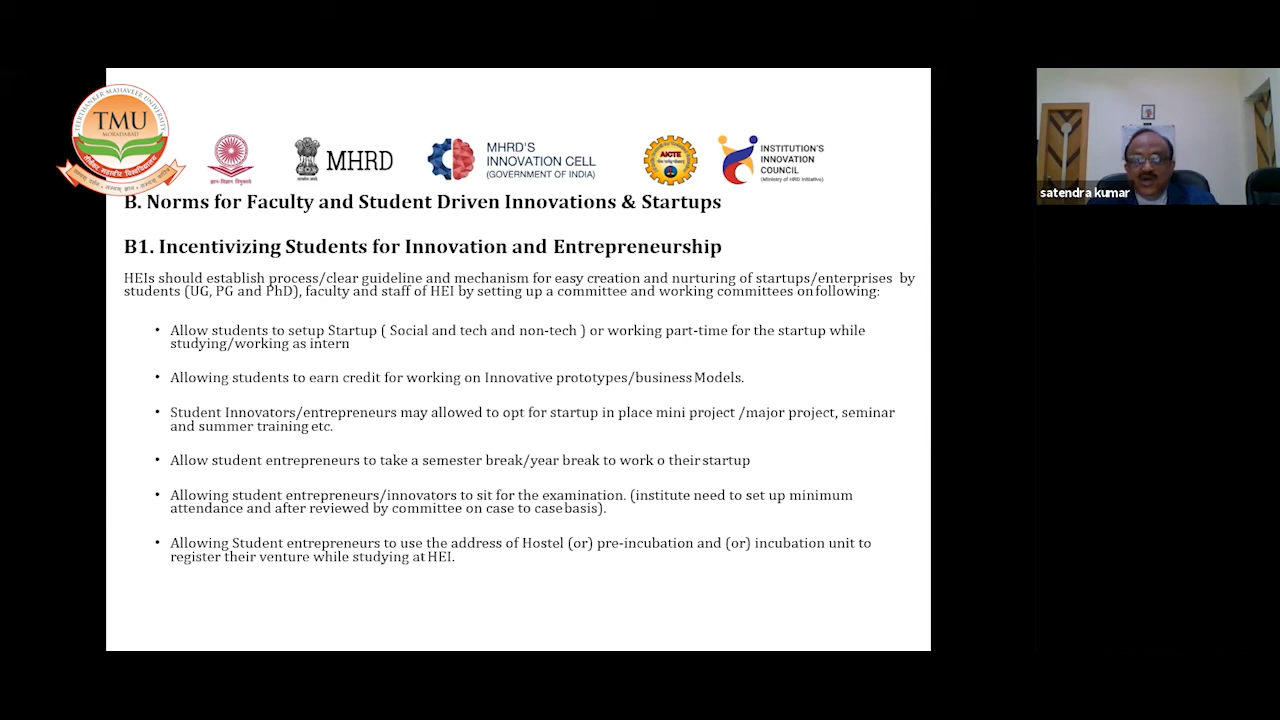 TEERTHANKER MAHAVEER UNIVERSITY
TMU
MORADABAD
ज्ञान-विज्ञान विमुक्तये
MHRD
MHRD'S
INNOVATION CELL
(GOVERNMENT OF INDIA)
AICTE
INSTITUTION'S
INNOVATION
COUNCIL
(Ministry of HRD Initiative)
satendra kumar
B. Norms for Faculty and Student Driven Innovations & Startups
B1. Incentivizing Students for Innovation and Entrepreneurship
HEIs should establish process/clear guideline and mechanism for easy creation and nurturing of startups/enterprises by
students (UG, PG and PhD), faculty and staff of HEI by setting up a committee and working committees on following:
• Allow students to setup Startup ( Social and tech and non-tech ) or working part-time for the startup while
studying/working as intern
• Allowing students to earn credit for working on Innovative prototypes/business Models.
• Student Innovators/entrepreneurs may allowed to opt for startup in place mini project /major project, seminar
and summer training etc.
• Allow student entrepreneurs to take a semester break/year break to work o their startup
• Allowing student entrepreneurs/innovators to sit for the examination. (institute need to set up minimum
attendance and after reviewed by committee on case to case basis).
• Allowing Student entrepreneurs to use the address of Hostel (or) pre-incubation and (or) incubation unit to
register their venture while studying at HEI.